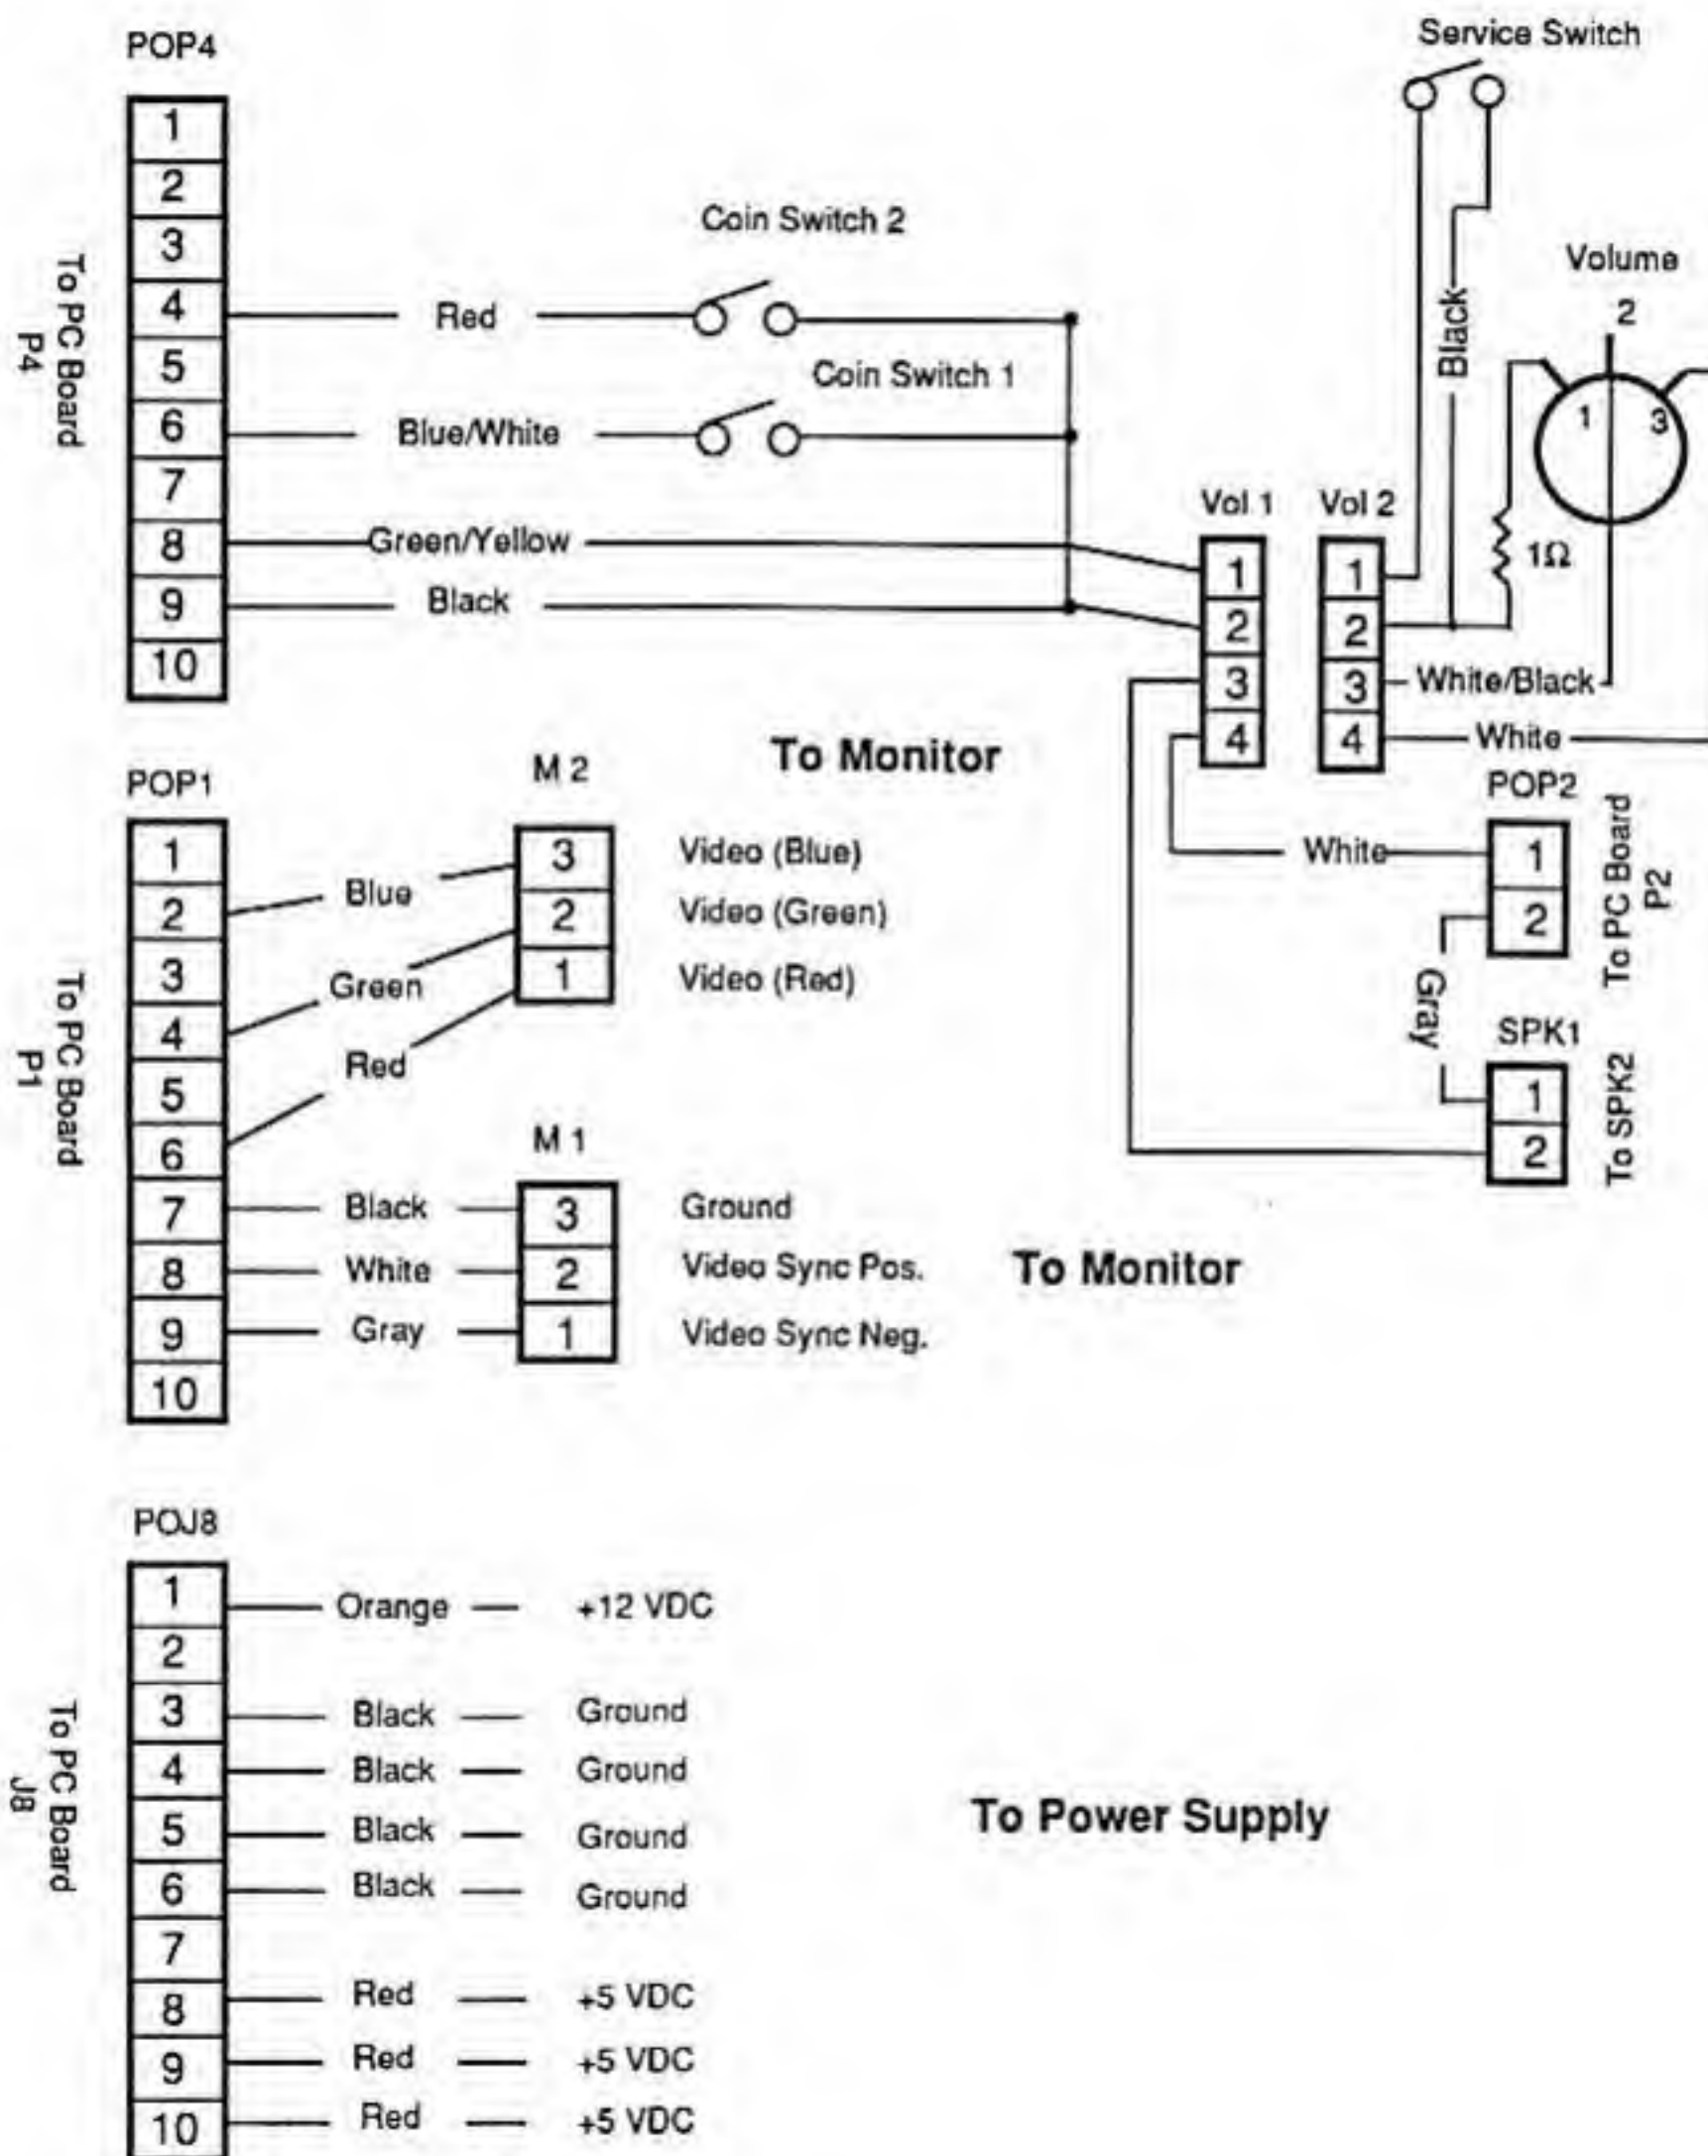 POP4
1
2
3
4
5
6
7
8
9
10
To PC Board
P4
Red
Coin Switch 2
Blue/White
Coin Switch 1
Green/Yellow
Black
Service Switch
Black
Volume
2
1
3
1Ω
Vol 1
1
2
3
4
Vol 2
1
2
3
4
White/Black
White
POP2
1
2
To PC Board
P2
White
Gray
SPK1
1
2
To SPK2
POP1
1
2
3
4
5
6
7
8
9
10
To PC Board
P1
Blue
Green
Red
Black
White
Gray
M 2
To Monitor
3 Video (Blue)
2 Video (Green)
1 Video (Red)
M 1
3 Ground
2 Video Sync Pos.
1 Video Sync Neg.
To Monitor
POJ8
To PC Board
J8
1 Orange +12 VDC
2
3 Black Ground
4 Black Ground
5 Black Ground
6 Black Ground
7
8 Red +5 VDC
9 Red +5 VDC
10 Red +5 VDC
To Power Supply